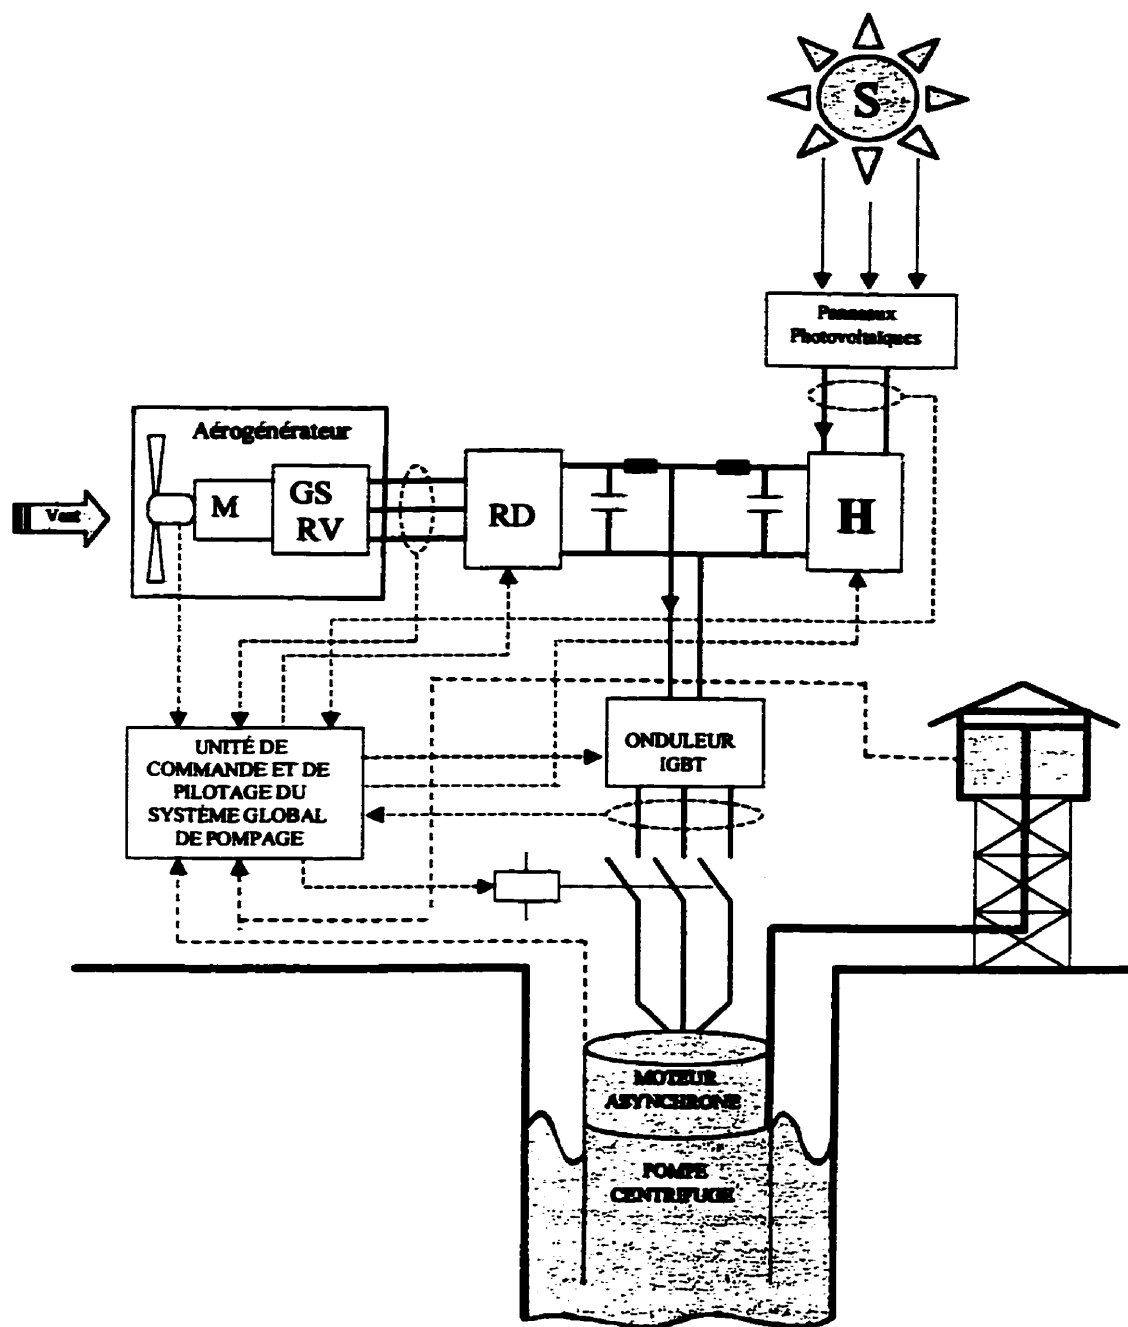 S
Panneaux
Photovoltaïques
Aérogénérateur
Vent
M
GS
RV
RD
H
UNITÉ DE
COMMANDE ET DE
PILOTAGE DU
SYSTÈME GLOBAL
DE POMPAGE
ONDULEUR
IGBT
MOTEUR
ASYNCHRONE
POMPE
CENTRIFUGE